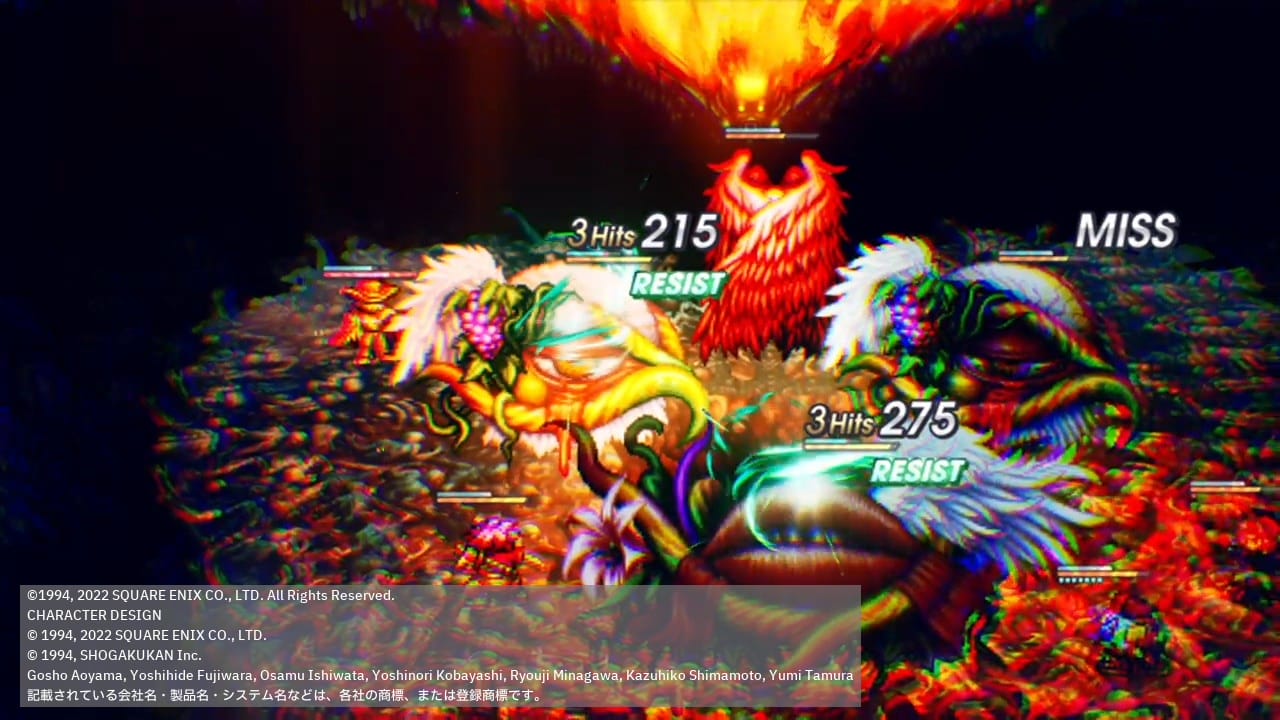 MISS
3Hits 215
RESIST
3Hits 275
RESIST
©1994, 2022 SQUARE ENIX CO., LTD. All Rights Reserved.
CHARACTER DESIGN
© 1994, 2022 SQUARE ENIX CO., LTD.
© 1994, SHOGAKUKAN Inc.
Gosho Aoyama, Yoshihide Fujiwara, Osamu Ishiwata, Yoshinori Kobayashi, Ryouji Minagawa, Kazuhiko Shimamoto, Yumi Tamura
記載されている会社名・製品名・システム名などは、各社の商標、または登録商標です。